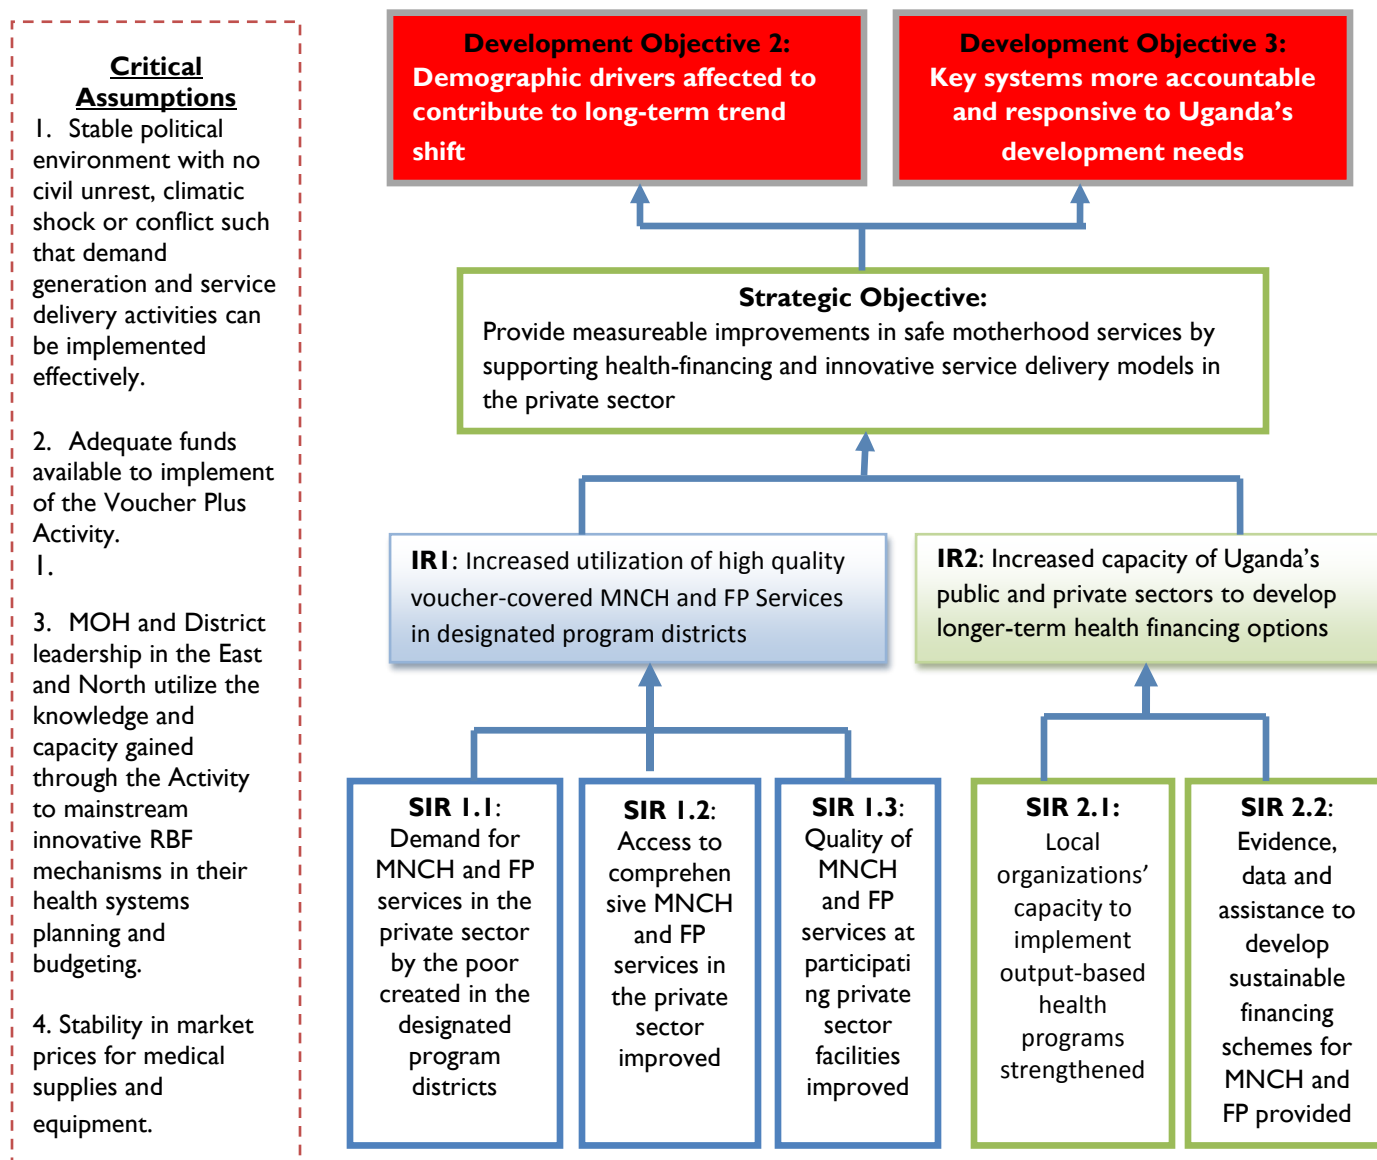 Critical
Assumptions
1. Stable political
environment with no
civil unrest, climatic
shock or conflict such
that demand
generation and service
delivery activities can
be implemented
effectively.
2. Adequate funds
available to implement
of the Voucher Plus
Activity.
1.
3. MOH and District
leadership in the East
and North utilize the
knowledge and
capacity gained
through the Activity
to mainstream
innovative RBF
mechanisms in their
health systems
planning and
budgeting.
4. Stability in market
prices for medical
supplies and
equipment.
Development Objective 2:
Demographic drivers affected to
contribute to long-term trend
shift
Development Objective 3:
Key systems more accountable
and responsive to Uganda’s
development needs
Strategic Objective:
Provide measureable improvements in safe motherhood services by
supporting health-financing and innovative service delivery models in
the private sector
IR1: Increased utilization of high quality
voucher-covered MNCH and FP Services
in designated program districts
IR2: Increased capacity of Uganda’s
public and private sectors to develop
longer-term health financing options
SIR 1.1:
Demand for
MNCH and FP
services in the
private sector
by the poor
created in the
designated
program
districts
SIR 1.2:
Access to
comprehen
sive MNCH
and FP
services in
the private
sector
improved
SIR 1.3:
Quality of
MNCH
and FP
services at
participati
ng private
sector
facilities
improved
SIR 2.1:
Local
organizations’
capacity to
implement
output-based
health
programs
strengthened
SIR 2.2:
Evidence,
data and
assistance to
develop
sustainable
financing
schemes for
MNCH and
FP provided